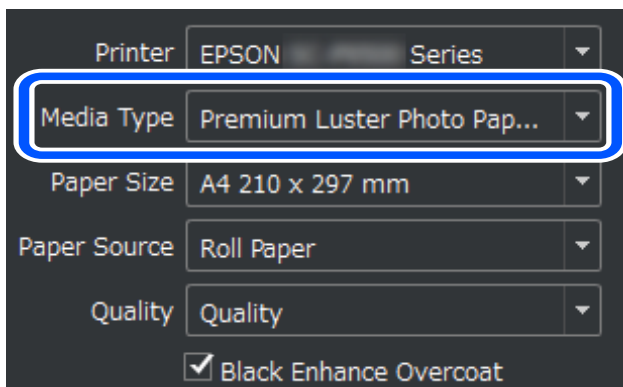 Printer EPSON Series
Media Type Premium Luster Photo Pap...
Paper Size A4 210 x 297 mm
Paper Source Roll Paper
Quality Quality
Black Enhance Overcoat